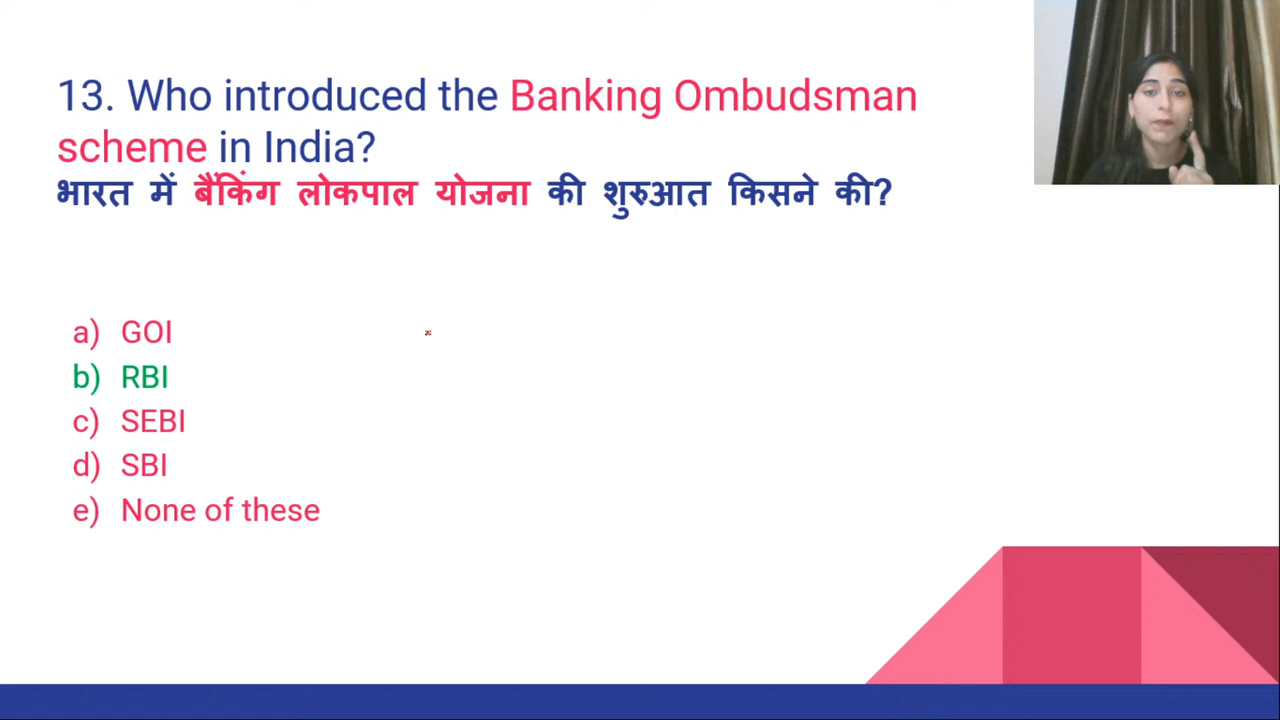 13. Who introduced the Banking Ombudsman
scheme in India?
भारत में बैंकिंग लोकपाल योजना की शुरुआत किसने की?
a) GOI
b) RBI
c) SEBI
d) SBI
e) None of these